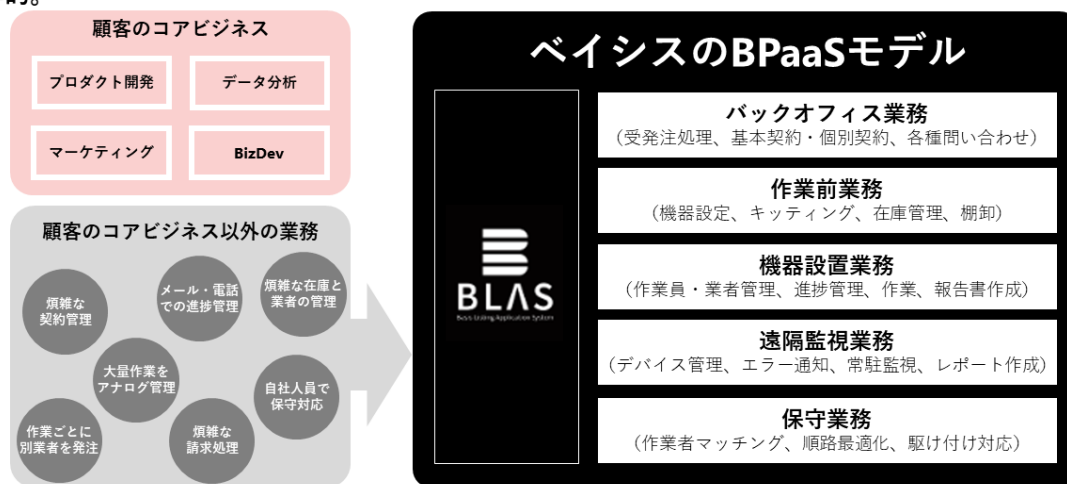 顧客のコアビジネス
プロダクト開発
データ分析
マーケティング
BizDev
顧客のコアビジネス以外の業務
煩雑な
契約管理
メール・電話
での進捗管理
煩雑な在庫と
業者の管理
大量作業を
アナログ管理
自社人員で
保守対応
作業ごとに
別業者を発注
煩雑な
請求処理
ベイシスのBPaaSモデル
BLAS
バックオフィス業務
(受発注処理、基本契約・個別契約、各種問い合わせ)
作業前業務
(機器設定、キッティング、在庫管理、棚卸)
機器設置業務
(作業員・業者管理、進捗管理、作業、報告書作成)
遠隔監視業務
(デバイス管理、エラー通知、常駐監視、レポート作成)
保守業務
(作業者マッチング、順路最適化、駆け付け対応)